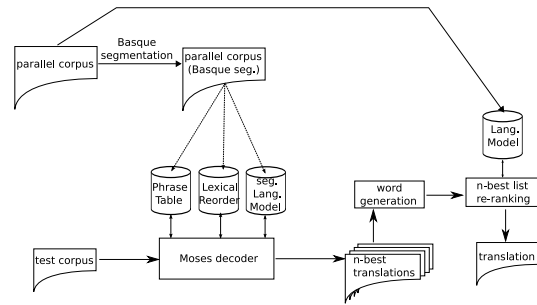 Basque
segmentation
parallel corpus
parallel corpus
(Basque seg.)
Lang.
Model
Phrase
Table
Lexical
Reorder
seg.
Lang.
Model
word
generation
n-best list
re-ranking
test corpus
Moses decoder
n-best
translations
translation